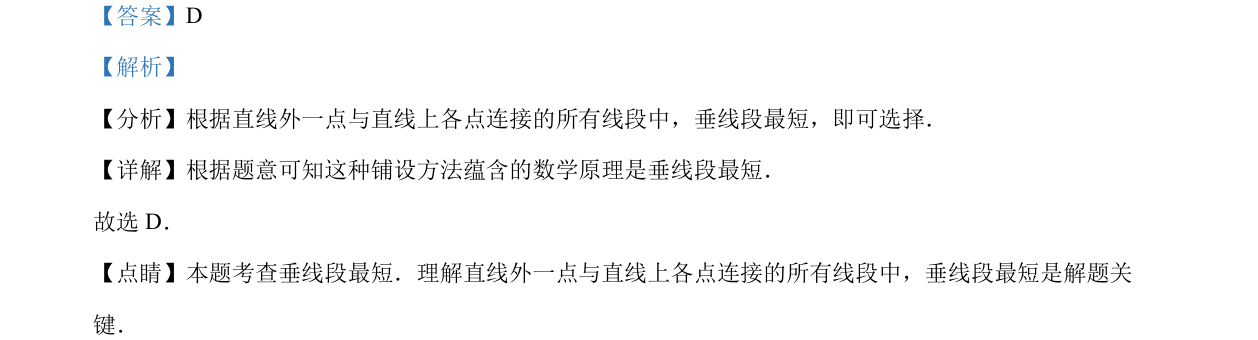 【答案】D
【解析】
【分析】根据直线外一点与直线上各点连接的所有线段中，垂线段最短，即可选择．
【详解】根据题意可知这种铺设方法蕴含的数学原理是垂线段最短．
故选 D．
【点睛】本题考查垂线段最短．理解直线外一点与直线上各点连接的所有线段中，垂线段最短是解题关
键．